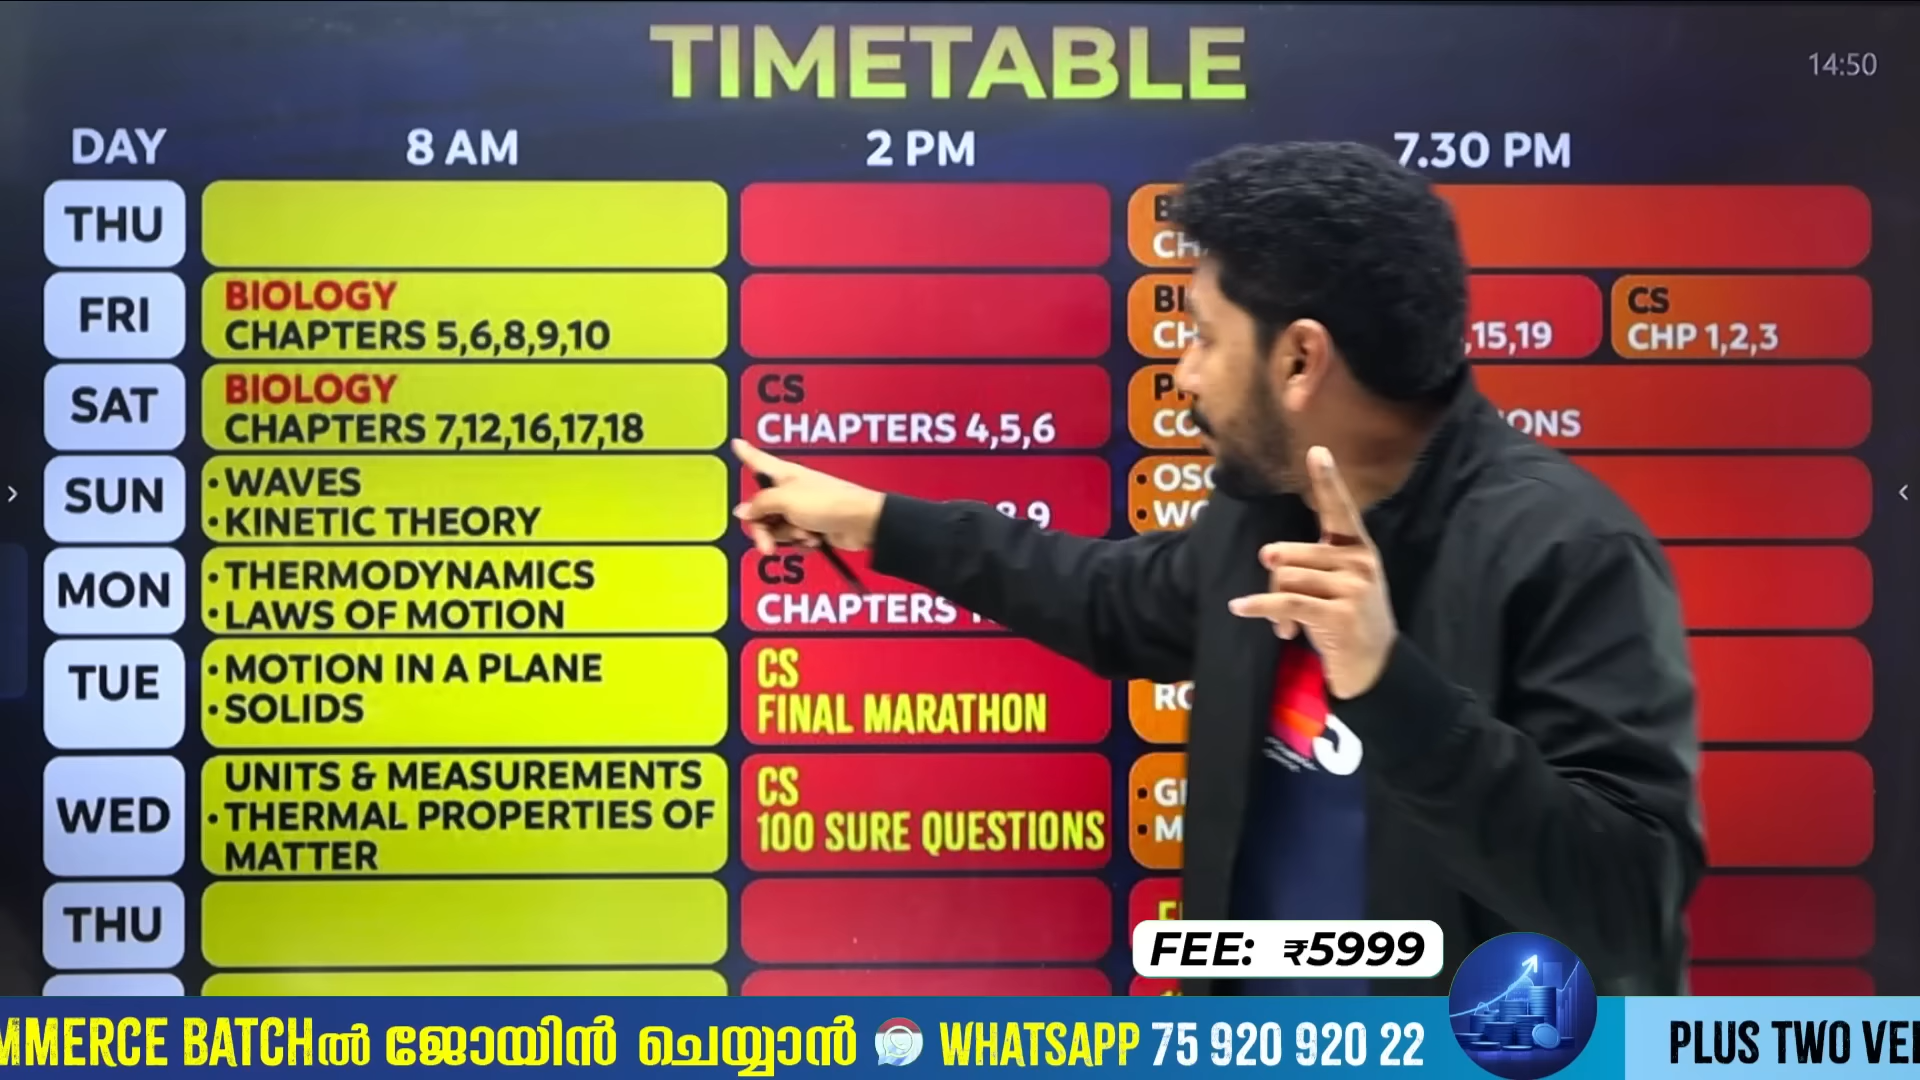 TIMETABLE
14:50
DAY 8 AM 2 PM 7.30 PM
THU
FRI
BIOLOGY
CHAPTERS 5,6,8,9,10
,15,19
CS
CHP 1,2,3
SAT
BIOLOGY
CHAPTERS 7,12,16,17,18
CS
CHAPTERS 4,5,6
SUN
• WAVES
• KINETIC THEORY
MON
• THERMODYNAMICS
• LAWS OF MOTION
CS
CHAPTERS
TUE
• MOTION IN A PLANE
• SOLIDS
CS
FINAL MARATHON
WED
UNITS & MEASUREMENTS
• THERMAL PROPERTIES OF
MATTER
CS
100 SURE QUESTIONS
THU
FEE: ₹5999
BATCHൽ ജോയിൻ ചെയ്യാൻ WHATSAPP 75 920 920 22
PLUS TWO